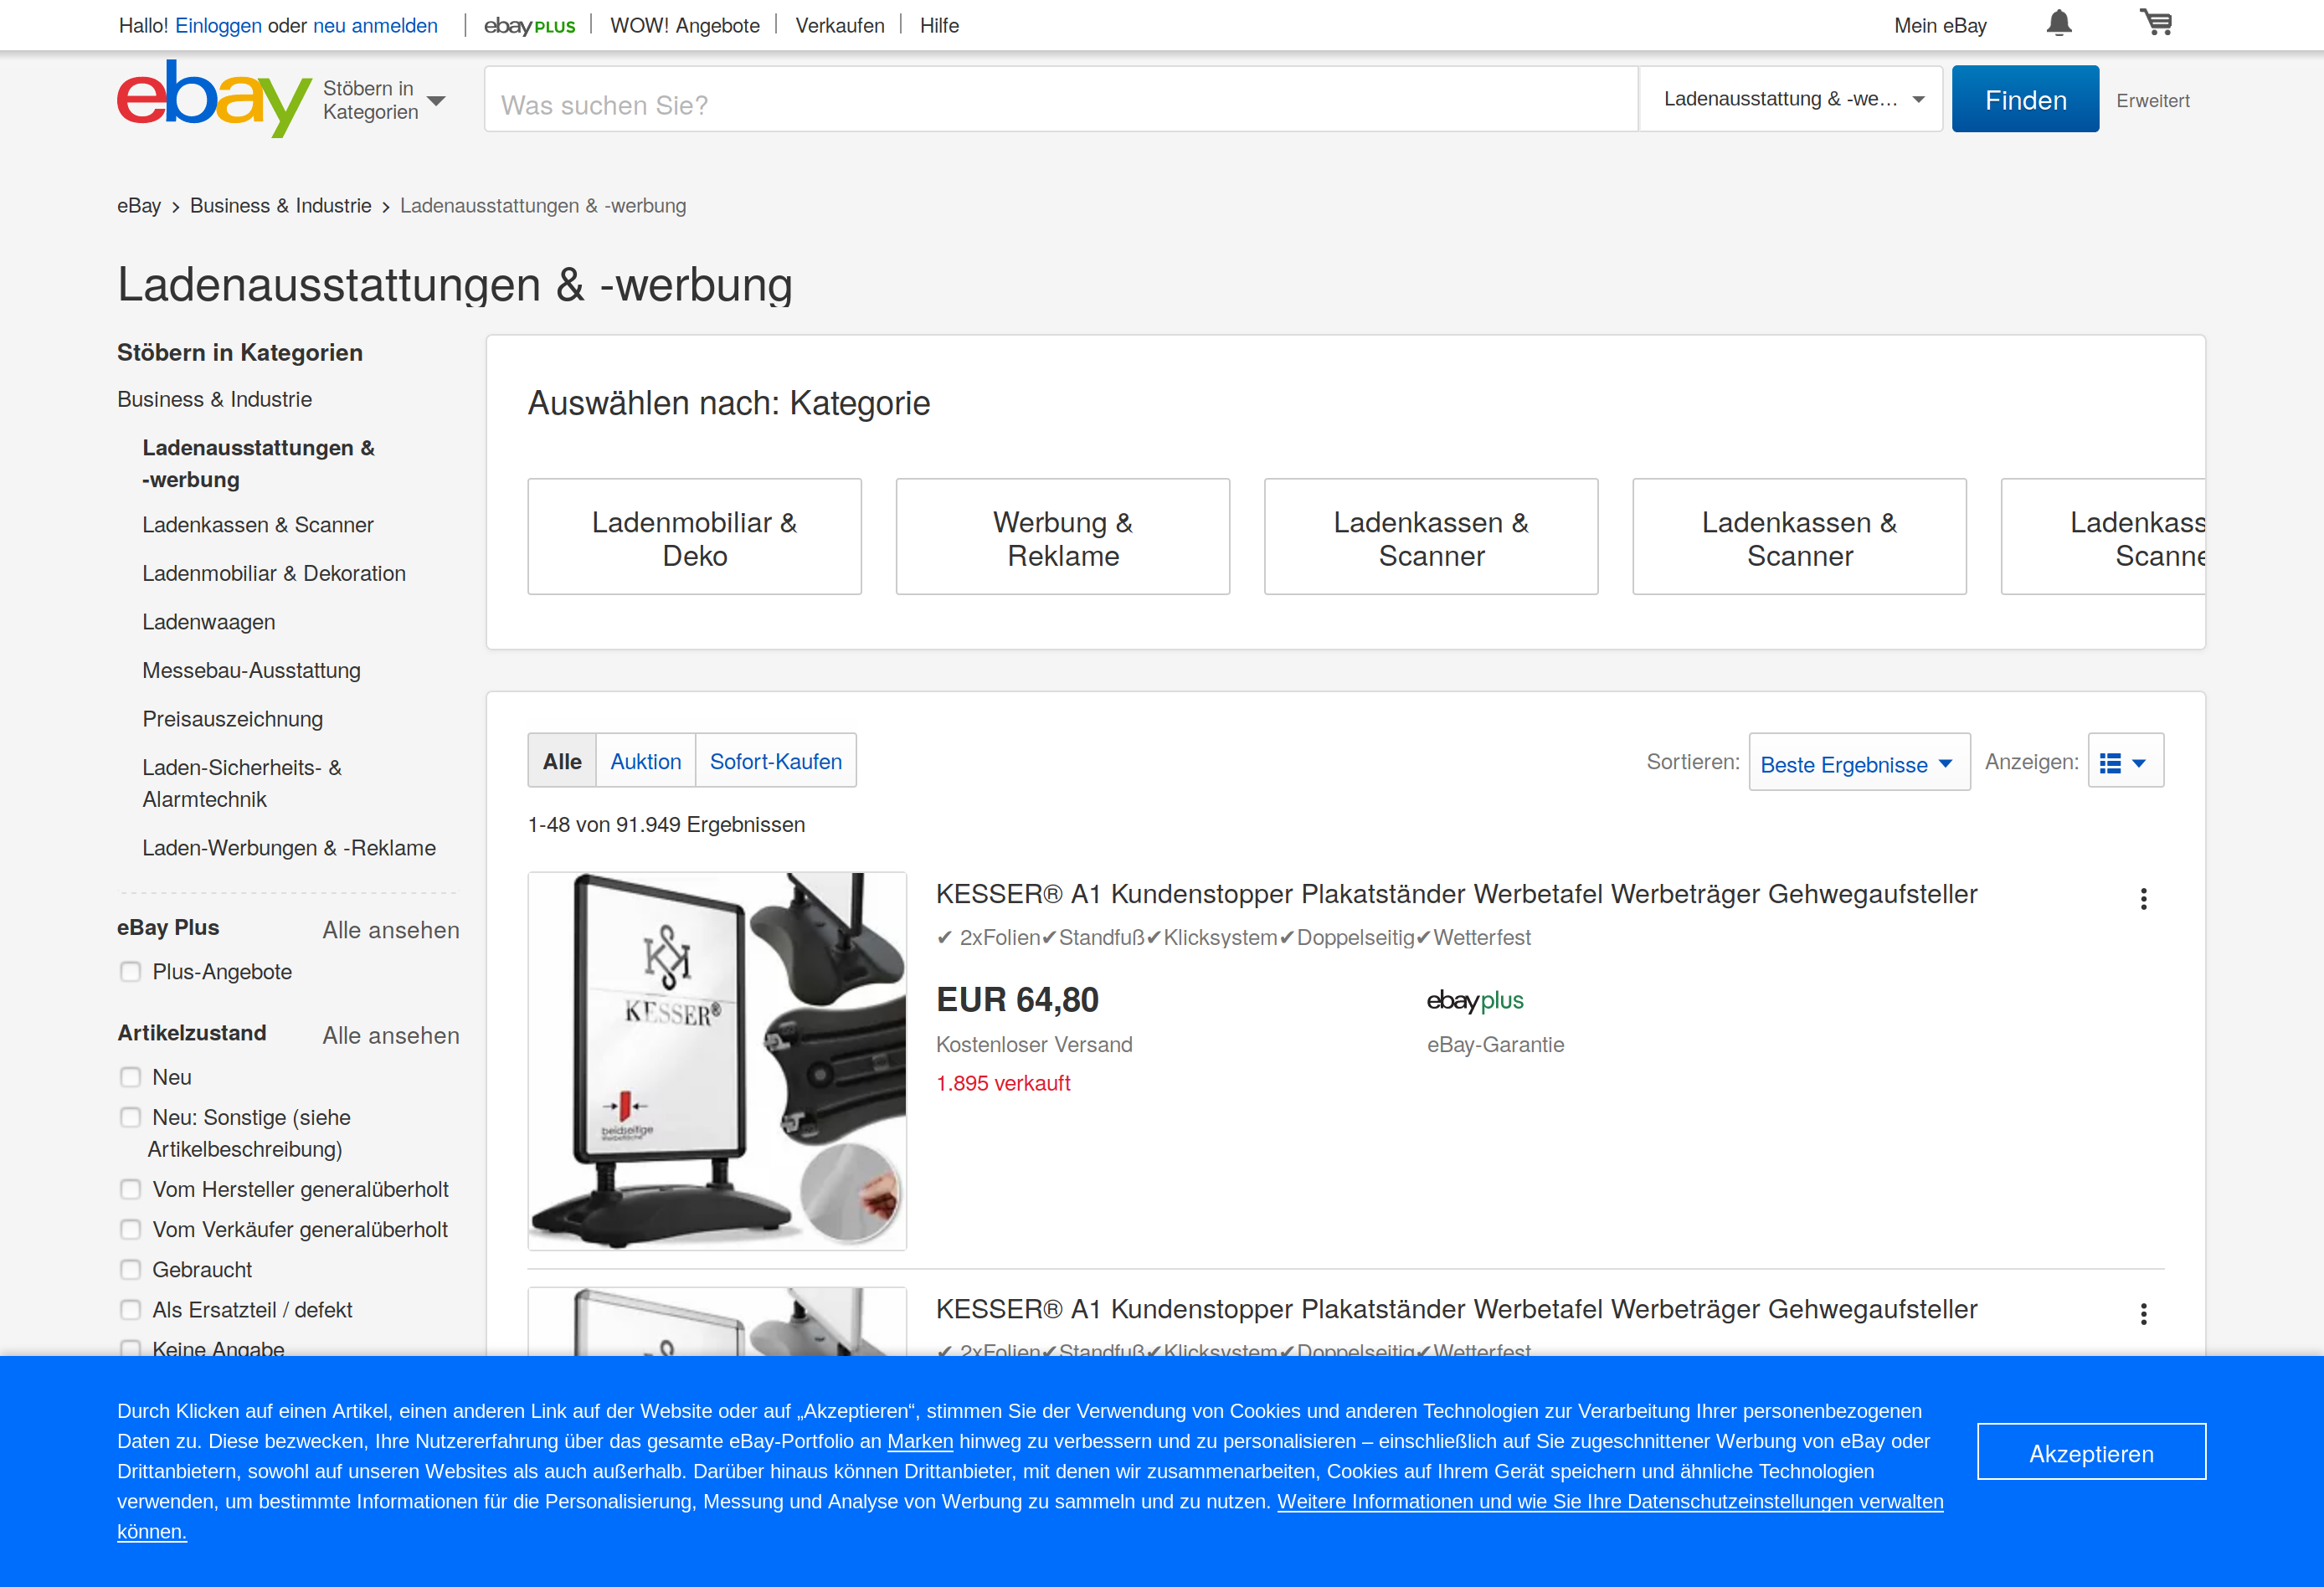 Hallo! Einloggen oder neu anmelden
ebay PLUS
WOW! Angebote
Verkaufen
Hilfe
Mein eBay
ebay
Stöbern in
Kategorien
Was suchen Sie?
Ladenausstattung & -we...
Finden
Erweitert
eBay > Business & Industrie > Ladenausstattungen & -werbung
Ladenausstattungen & -werbung
Stöbern in Kategorien
Business & Industrie
Ladenausstattungen &
-werbung
Ladenkassen & Scanner
Ladenmobiliar & Dekoration
Ladenwaagen
Messebau-Ausstattung
Preisauszeichnung
Laden-Sicherheits- &
Alarmtechnik
Laden-Werbungen & -Reklame
eBay Plus
Alle ansehen
Plus-Angebote
Artikelzustand
Alle ansehen
Neu
Neu: Sonstige (siehe
Artikelbeschreibung)
Vom Hersteller generalüberholt
Vom Verkäufer generalüberholt
Gebraucht
Als Ersatzteil / defekt
Keine Angabe
Auswählen nach: Kategorie
Ladenmobiliar &
Deko
Werbung &
Reklame
Ladenkassen &
Scanner
Ladenkassen &
Scanner
Ladenkass
Scanne
Alle
Auktion
Sofort-Kaufen
Sortieren:
Beste Ergebnisse
Anzeigen:
1-48 von 91.949 Ergebnissen
KESSER®
beidseitige
KESSER® A1 Kundenstopper Plakatständer Werbetafel Werbeträger Gehwegaufsteller
✔ 2xFolien✔Standfuß✔Klicksystem✔Doppelseitig✔Wetterfest
EUR 64,80
Kostenloser Versand
1.895 verkauft
ebayplus
eBay-Garantie
KESSER® A1 Kundenstopper Plakatständer Werbetafel Werbeträger Gehwegaufsteller
✔ 2xFolien✔Standfuß✔Klicksystem✔Doppelseitig✔Wetterfest
Durch Klicken auf einen Artikel, einen anderen Link auf der Website oder auf „Akzeptieren“, stimmen Sie der Verwendung von Cookies und anderen Technologien zur Verarbeitung Ihrer personenbezogenen
Daten zu. Diese bezwecken, Ihre Nutzererfahrung über das gesamte eBay-Portfolio an Marken hinweg zu verbessern und zu personalisieren – einschließlich auf Sie zugeschnittener Werbung von eBay oder
Drittanbietern, sowohl auf unseren Websites als auch außerhalb. Darüber hinaus können Drittanbieter, mit denen wir zusammenarbeiten, Cookies auf Ihrem Gerät speichern und ähnliche Technologien
verwenden, um bestimmte Informationen für die Personalisierung, Messung und Analyse von Werbung zu sammeln und zu nutzen. Weitere Informationen und wie Sie Ihre Datenschutzeinstellungen verwalten
können.
Akzeptieren